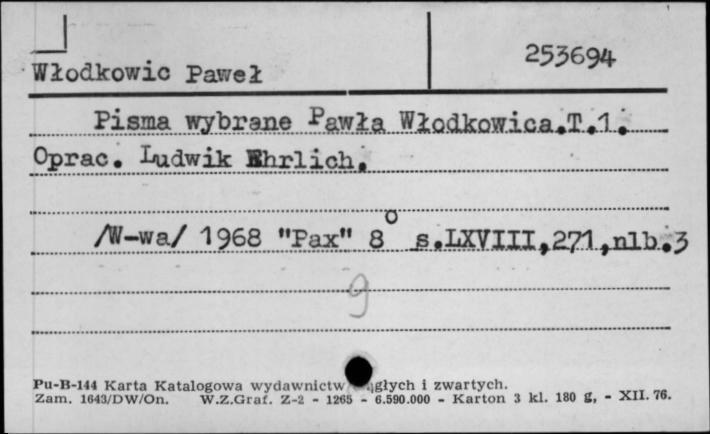 253694
Włodkowic Paweł
Pisma wybrane Pawła Włodkowica.T.1.
Oprac. Ludwik Ehrlich.
/W-wa/ 1968 "Pax" 8° s.LXVIII,271,nlb.3
9
Pu-B-144 Karta Katalogowa wydawnictw ągłych i zwartych.
Zam. 1643/DW/On. W.Z.Graf. Z-2 - 1265 - 6.590.000 - Karton 3 kl. 180 g, - XII. 76.